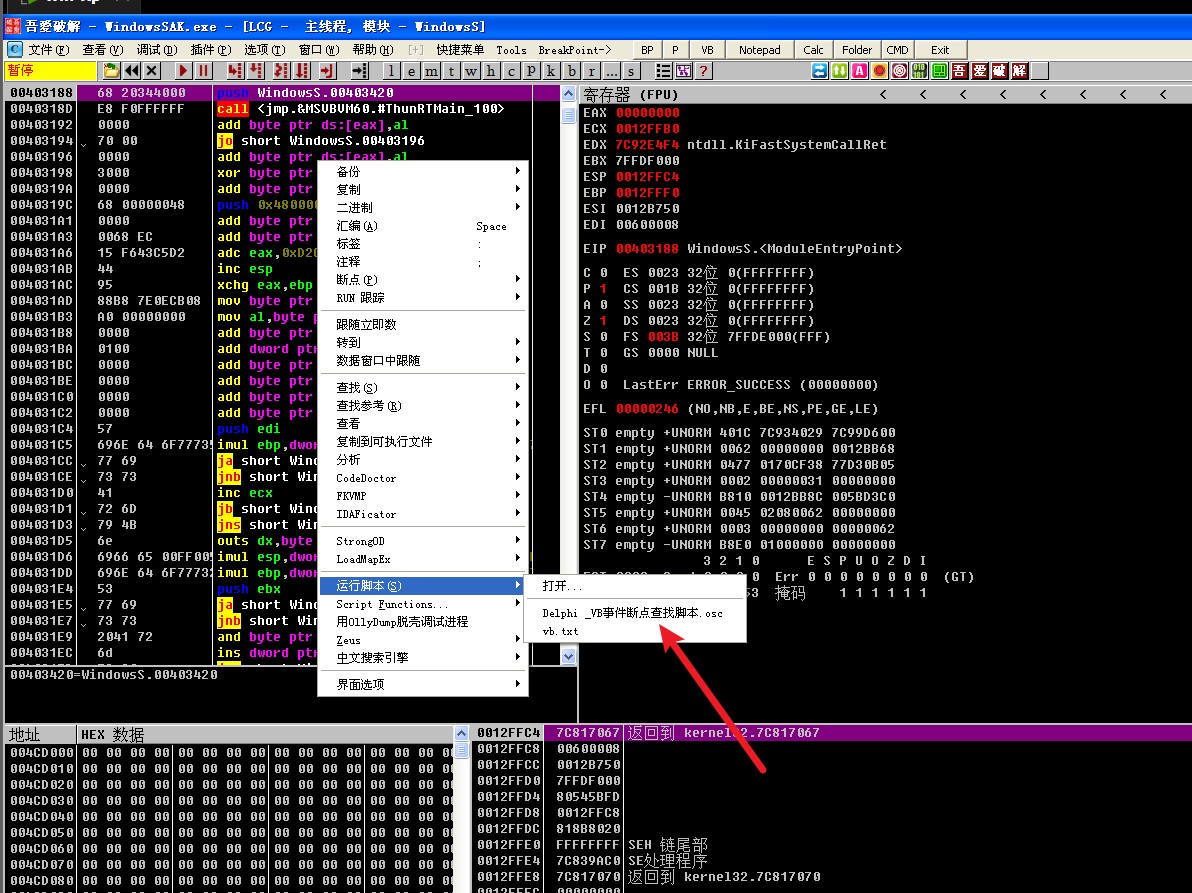 吾爱破解 - WindowsSAK.exe - [LCG - 主线程, 模块 - WindowsS]
文件(F) 查看(V) 调试(D) 插件(P) 选项(T) 窗口(W) 帮助(H) [+] 快捷菜单 Tools BreakPoint-> BP P VB Notepad Calc Folder CMD Exit
暂停 l e m t w h c p k b r ... s ? 吾 爱 破 解
00403188 68 20344000 push WindowsS.00403420
0040318D E8 F0FFFFFF call <jmp.&MSVBVM60.#ThunRTMain_100>
00403192 0000 add byte ptr ds:[eax],al
00403194 70 00 jo short WindowsS.00403196
00403196 0000 add byte ptr ds:[eax],al
00403198 3000 xor byte ptr
0040319A 0000 add byte ptr
0040319C 68 00000048 push 0x480000
004031A1 0000 add byte ptr
004031A3 0068 EC add byte ptr
004031A6 15 F643C5D2 adc eax,0xD2C
004031AB 44 inc esp
004031AC 95 xchg eax,ebp
004031AD 88B8 7E0ECB08 mov byte ptr
004031B3 A0 00000000 mov al,byte p
004031B8 0000 add byte ptr
004031BA 0100 add dword ptr
004031BC 0000 add byte ptr
004031BE 0000 add byte ptr
004031C0 0000 add byte ptr
004031C2 0000 add byte ptr
004031C4 57 push edi
004031C5 696E 64 6F77735 imul ebp,dwor
004031CC 77 69 ja short Wind
004031CE 73 73 jnb short Win
004031D0 41 inc ecx
004031D1 72 6D jb short Wind
004031D3 79 4B jns short Win
004031D5 6e outs dx,byte
004031D6 6966 65 00FF005 imul esp,dwor
004031DD 696E 64 6F77732 imul ebp,dwor
004031E4 53 push ebx
004031E5 77 69 ja short Wind
004031E7 73 73 jnb short Win
004031E9 2041 72 and byte ptr
004031EC 6d ins dword ptr
00403420=WindowsS.00403420
备份
复制
二进制
汇编(A) Space
标签 :
注释 ;
断点(P)
RUN 跟踪
跟随立即数
转到
数据窗口中跟随
查找(S)
查找参考(R)
查看
复制到可执行文件
分析
CodeDoctor
FKVMP
IDAFicator
StrongOD
LoadMapEx
运行脚本(S)
Script Functions...
用OllyDump脱壳调试进程
Zeus
中文搜索引擎
界面选项
打开...
Delphi _VB事件断点查找脚本.osc
vb.txt
寄存器 (FPU) < < < < < < < <
EAX 00000000
ECX 0012FFB0
EDX 7C92E4F4 ntdll.KiFastSystemCallRet
EBX 7FFDF000
ESP 0012FFC4
EBP 0012FFF0
ESI 0012B750
EDI 00600008
EIP 00403188 WindowsS.<ModuleEntryPoint>
C 0 ES 0023 32位 0(FFFFFFFF)
P 1 CS 001B 32位 0(FFFFFFFF)
A 0 SS 0023 32位 0(FFFFFFFF)
Z 1 DS 0023 32位 0(FFFFFFFF)
S 0 FS 003B 32位 7FFDE000(FFF)
T 0 GS 0000 NULL
D 0
O 0 LastErr ERROR_SUCCESS (00000000)
EFL 00000246 (NO,NB,E,BE,NS,PE,GE,LE)
ST0 empty +UNORM 401C 7C934029 7C99D600
ST1 empty +UNORM 0062 00000000 0012BB68
ST2 empty +UNORM 0477 0170CF38 77D30B05
ST3 empty +UNORM 0002 00000031 00000000
ST4 empty -UNORM B810 0012BB8C 005BD3C0
ST5 empty +UNORM 0045 02080062 00000000
ST6 empty +UNORM 0003 00000000 00000062
ST7 empty -UNORM B8E0 01000000 00000000
3 2 1 0 E S P U O Z D I
0 Err 0 0 0 0 0 0 0 0 (GT)
53 掩码 1 1 1 1 1 1
地址 HEX 数据
004CD000 00 00 00 00 00 00 00 00 00 00 00 00 00 00 00
004CD010 00 00 00 00 00 00 00 00 00 00 00 00 00 00 00
004CD020 00 00 00 00 00 00 00 00 00 00 00 00 00 00 00
004CD030 00 00 00 00 00 00 00 00 00 00 00 00 00 00 00
004CD040 00 00 00 00 00 00 00 00 00 00 00 00 00 00 00
004CD050 00 00 00 00 00 00 00 00 00 00 00 00 00 00 00
004CD060 00 00 00 00 00 00 00 00 00 00 00 00 00 00 00
004CD070 00 00 00 00 00 00 00 00 00 00 00 00 00 00 00
004CD080 00 00 00 00 00 00 00 00 00 00 00 00 00 00 00
0012FFC4 7C817067 返回到 kernel32.7C817067
0012FFC8 00600008
0012FFCC 0012B750
0012FFD0 7FFDF000
0012FFD4 80545BFD
0012FFD8 0012FFC8
0012FFDC 818B8020
0012FFE0 FFFFFFFF SEH 链尾部
0012FFE4 7C839AC0 SE处理程序
0012FFE8 7C817070 返回到 kernel32.7C817070